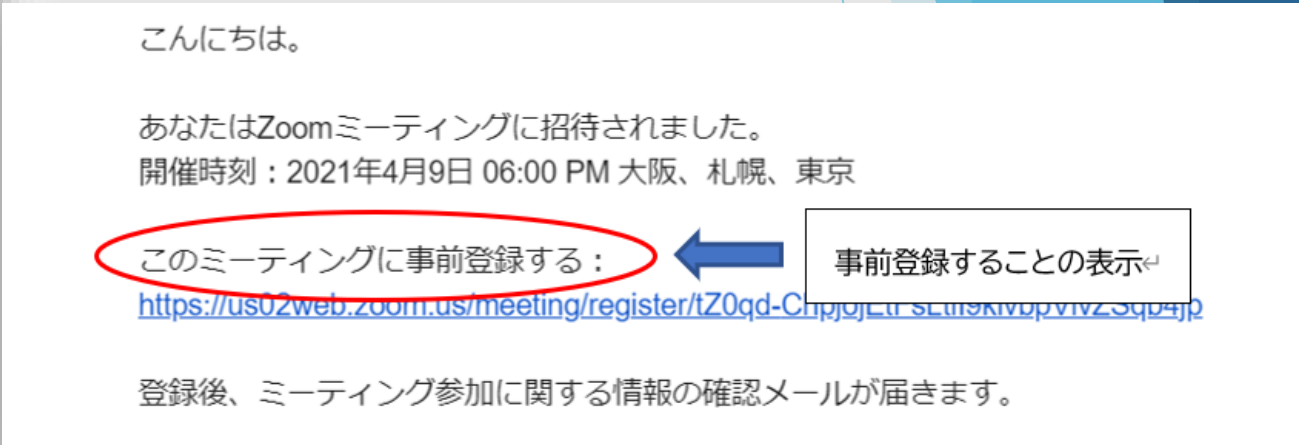 こんにちは。
あなたはZoomミーティングに招待されました。
開催時刻：2021年4月9日 06:00 PM 大阪、札幌、東京
このミーティングに事前登録する：
事前登録することの表示↵
https://us02web.zoom.us/meeting/register/tZ0qd-
登録後、ミーティング参加に関する情報の確認メールが届きます。